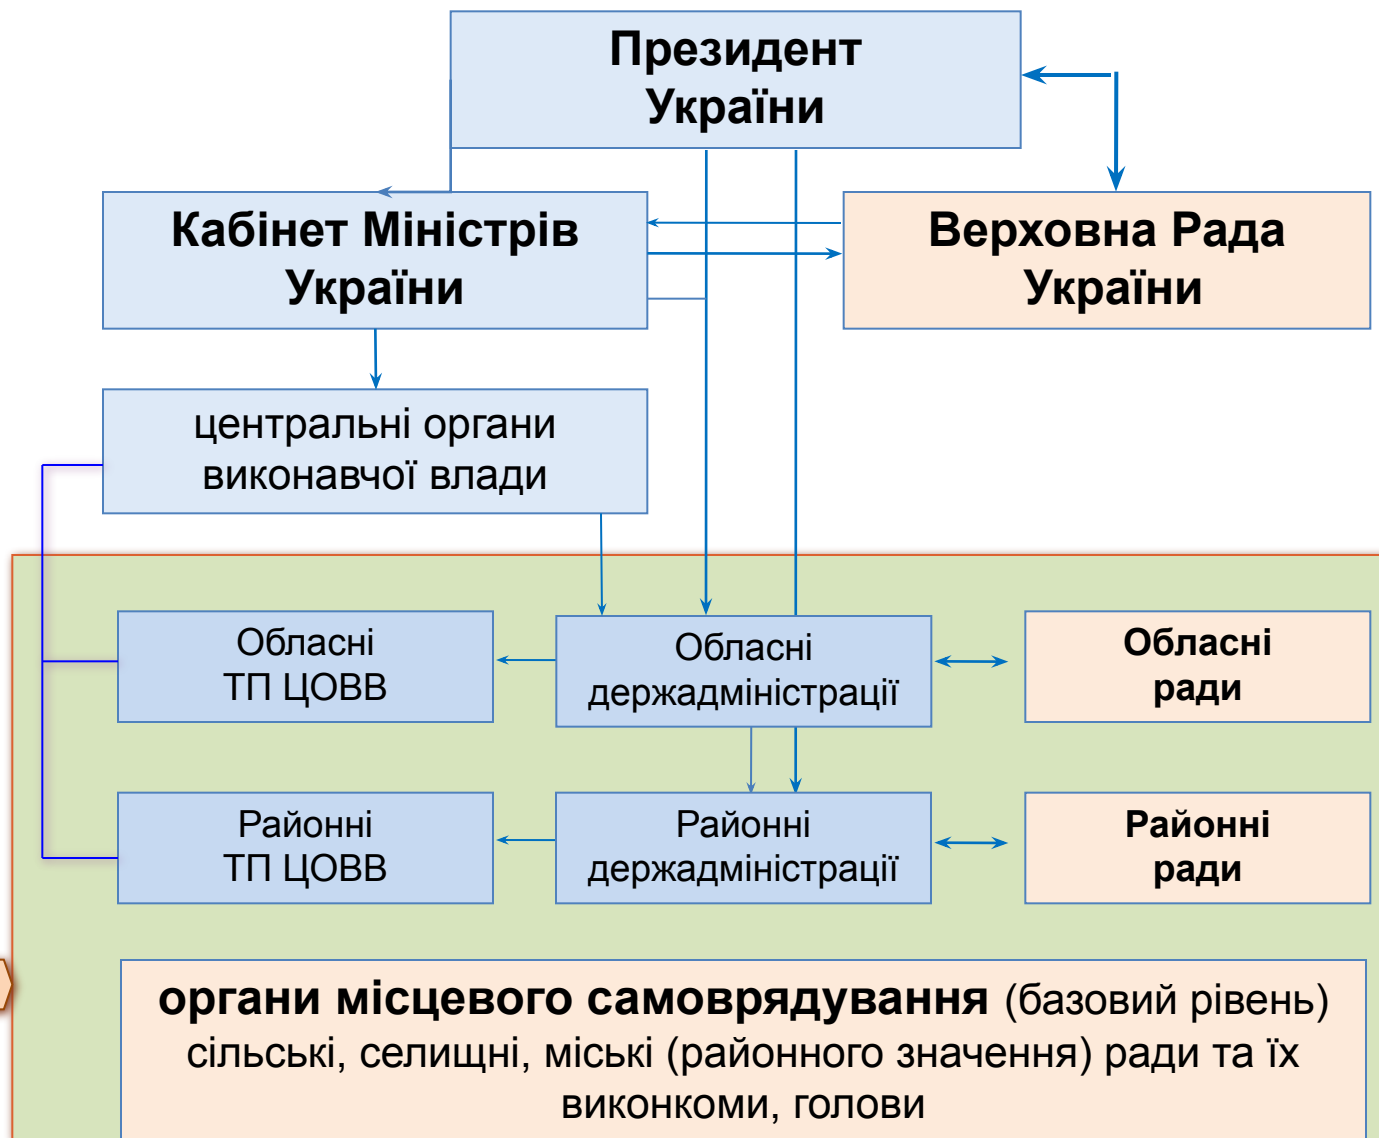 Президент
України
Кабінет Міністрів
України
Верховна Рада
України
центральні органи
виконавчої влади
Обласні
ТП ЦОВВ
Обласні
держадміністрації
Обласні
ради
Районні
ТП ЦОВВ
Районні
держадміністрації
Районні
ради
органи місцевого самоврядування (базовий рівень)
сільські, селищні, міські (районного значення) ради та їх
виконкоми, голови